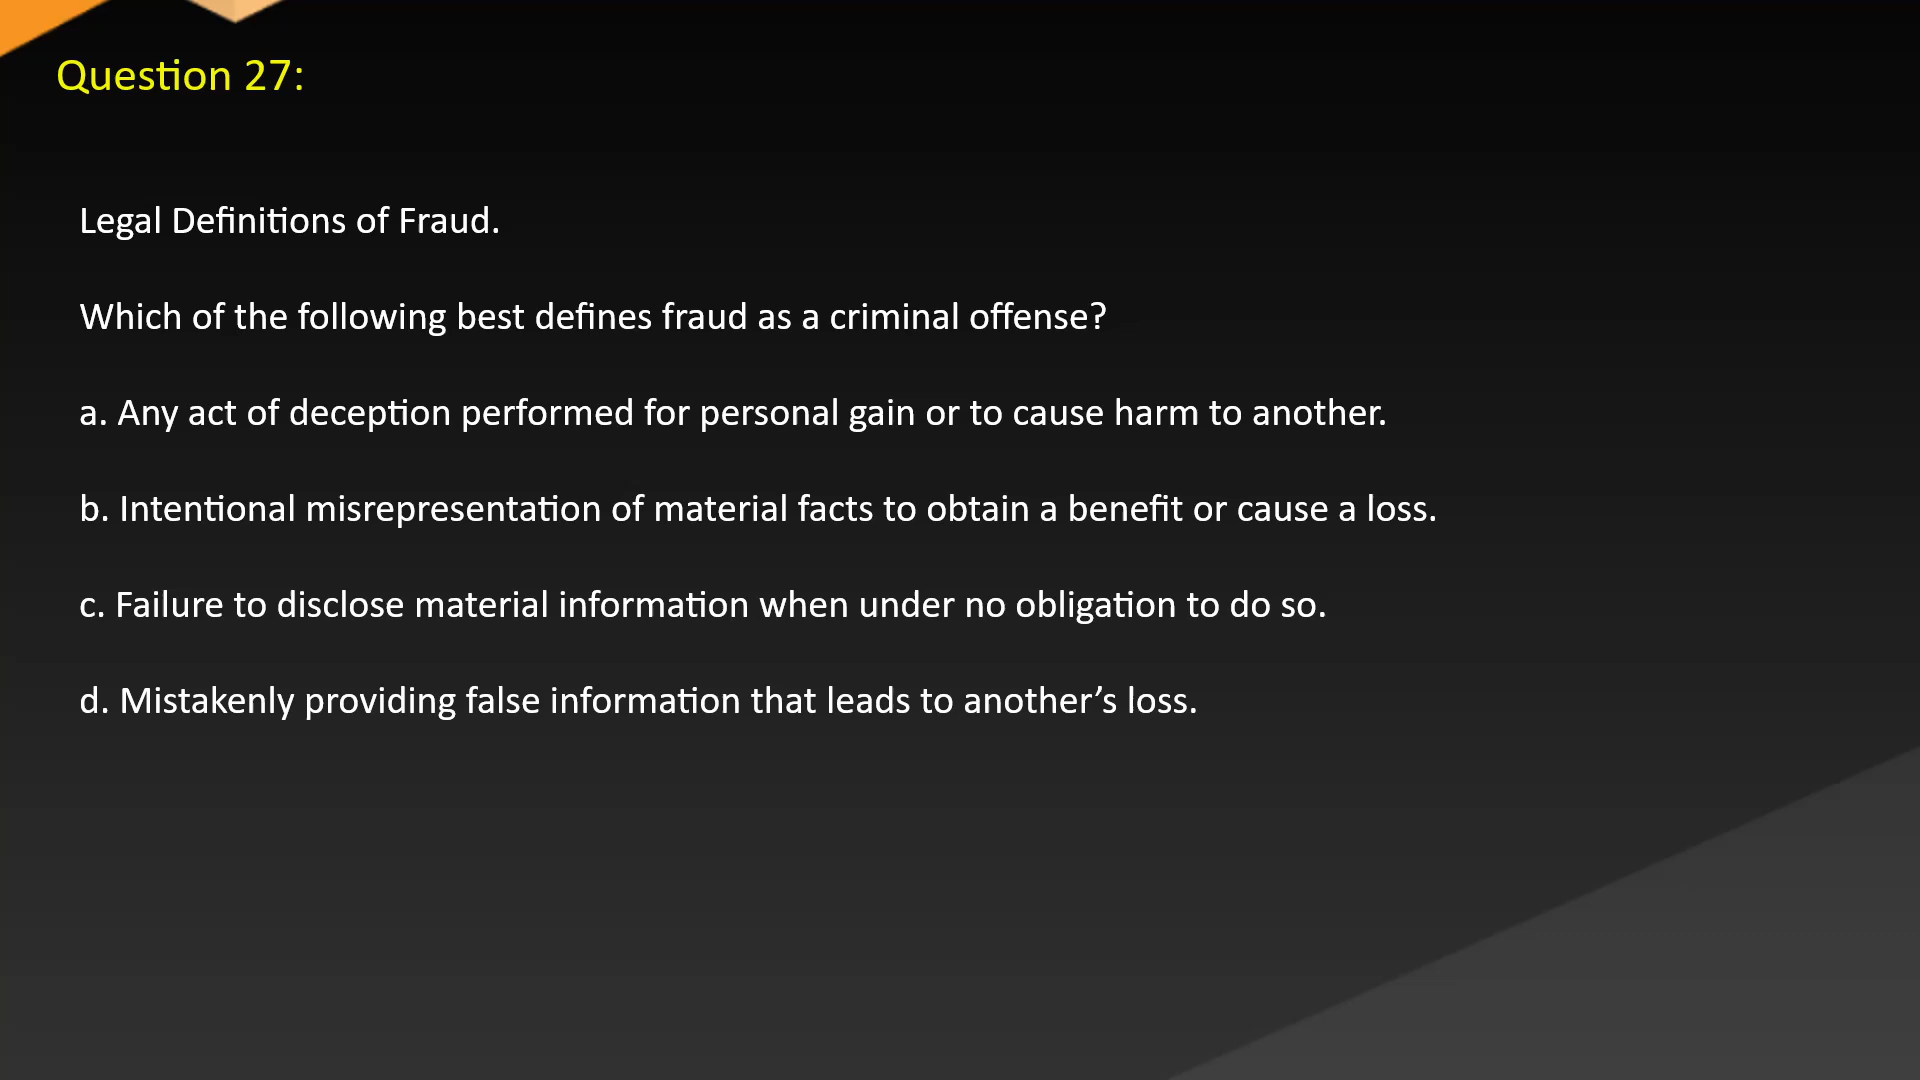 Question 27:
Legal Definitions of Fraud.
Which of the following best defines fraud as a criminal offense?
a. Any act of deception performed for personal gain or to cause harm to another.
b. Intentional misrepresentation of material facts to obtain a benefit or cause a loss.
c. Failure to disclose material information when under no obligation to do so.
d. Mistakenly providing false information that leads to another’s loss.